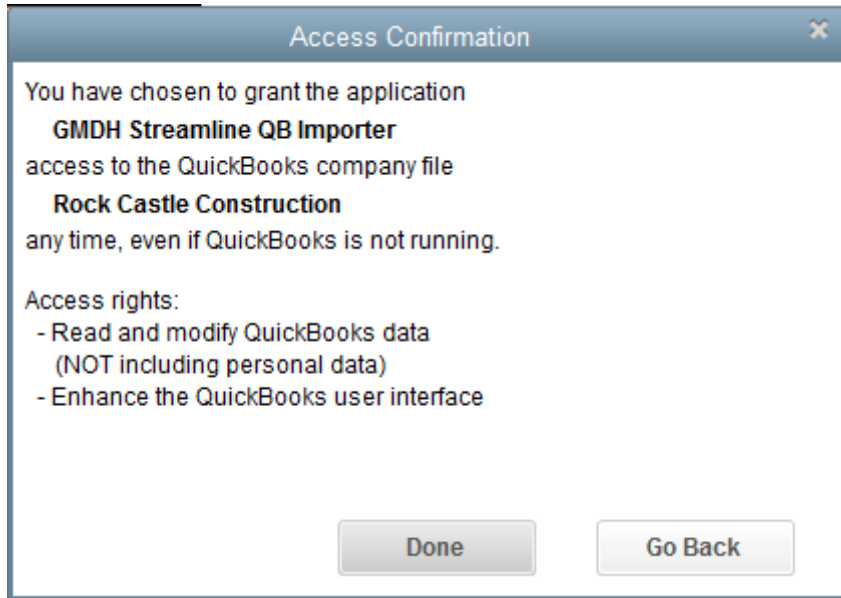 Access Confirmation
You have chosen to grant the application
GMDH Streamline QB Importer
access to the QuickBooks company file
Rock Castle Construction
any time, even if QuickBooks is not running.
Access rights:
- Read and modify QuickBooks data
(NOT including personal data)
- Enhance the QuickBooks user interface
Done
Go Back